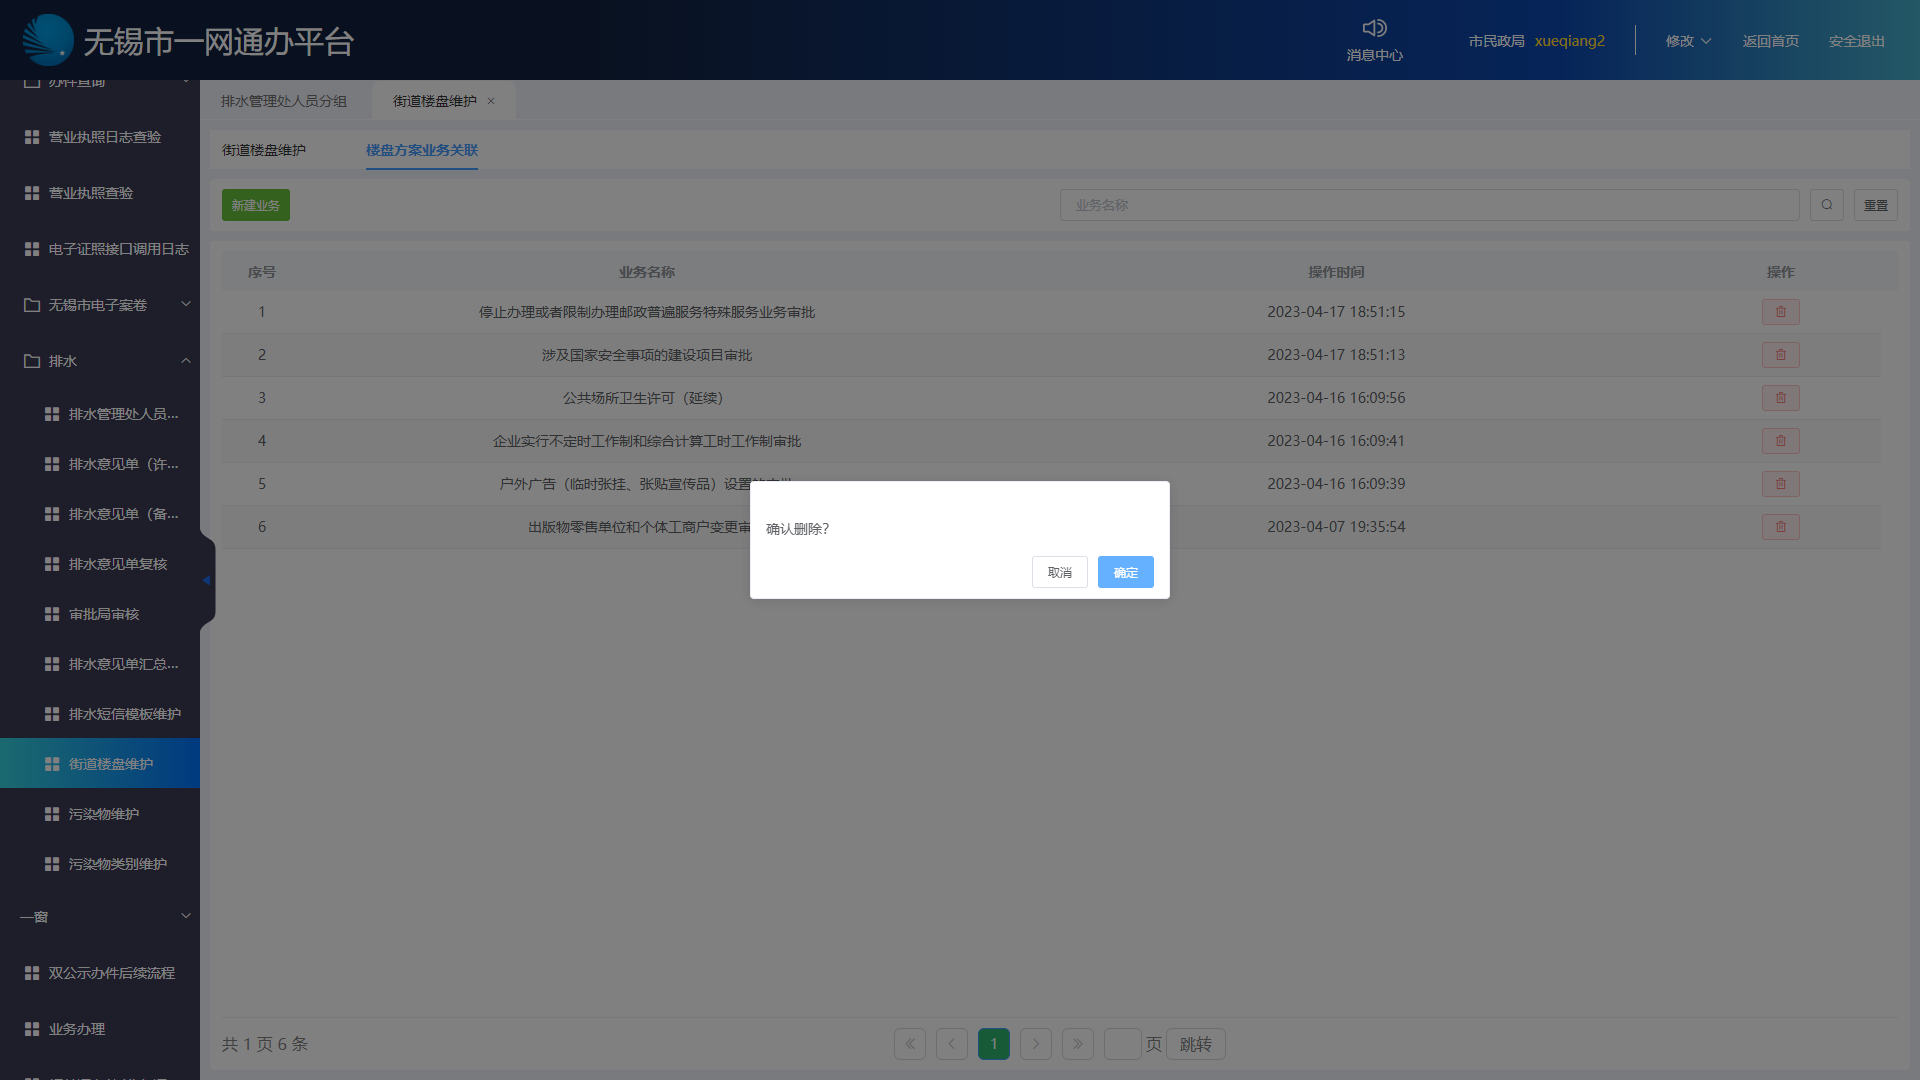 无锡市一网通办平台
消息中心
市民政局 xueqiang2
修改
返回首页
安全退出
办件查询
营业执照日志查验
营业执照查验
电子证照接口调用日志
无锡市电子案卷
排水
排水管理处人员...
排水意见单（许...
排水意见单（备...
排水意见单复核
审批局审核
排水意见单汇总...
排水短信模板维护
街道楼盘维护
污染物维护
污染物类别维护
一窗
双公示办件后续流程
业务办理
排水管理处人员分组
街道楼盘维护 ×
街道楼盘维护
楼盘方案业务关联
新建业务
业务名称
重置
序号 业务名称 操作时间 操作
1 停止办理或者限制办理邮政普遍服务特殊服务业务审批 2023-04-17 18:51:15
2 涉及国家安全事项的建设项目审批 2023-04-17 18:51:13
3 公共场所卫生许可（延续） 2023-04-16 16:09:56
4 企业实行不定时工作制和综合计算工时工作制审批 2023-04-16 16:09:41
5 户外广告（临时张挂、张贴宣传品）设置 2023-04-16 16:09:39
6 出版物零售单位和个体工商户变更审 2023-04-07 19:35:54
确认删除？
取消
确定
共 1 页 6 条
1
页
跳转